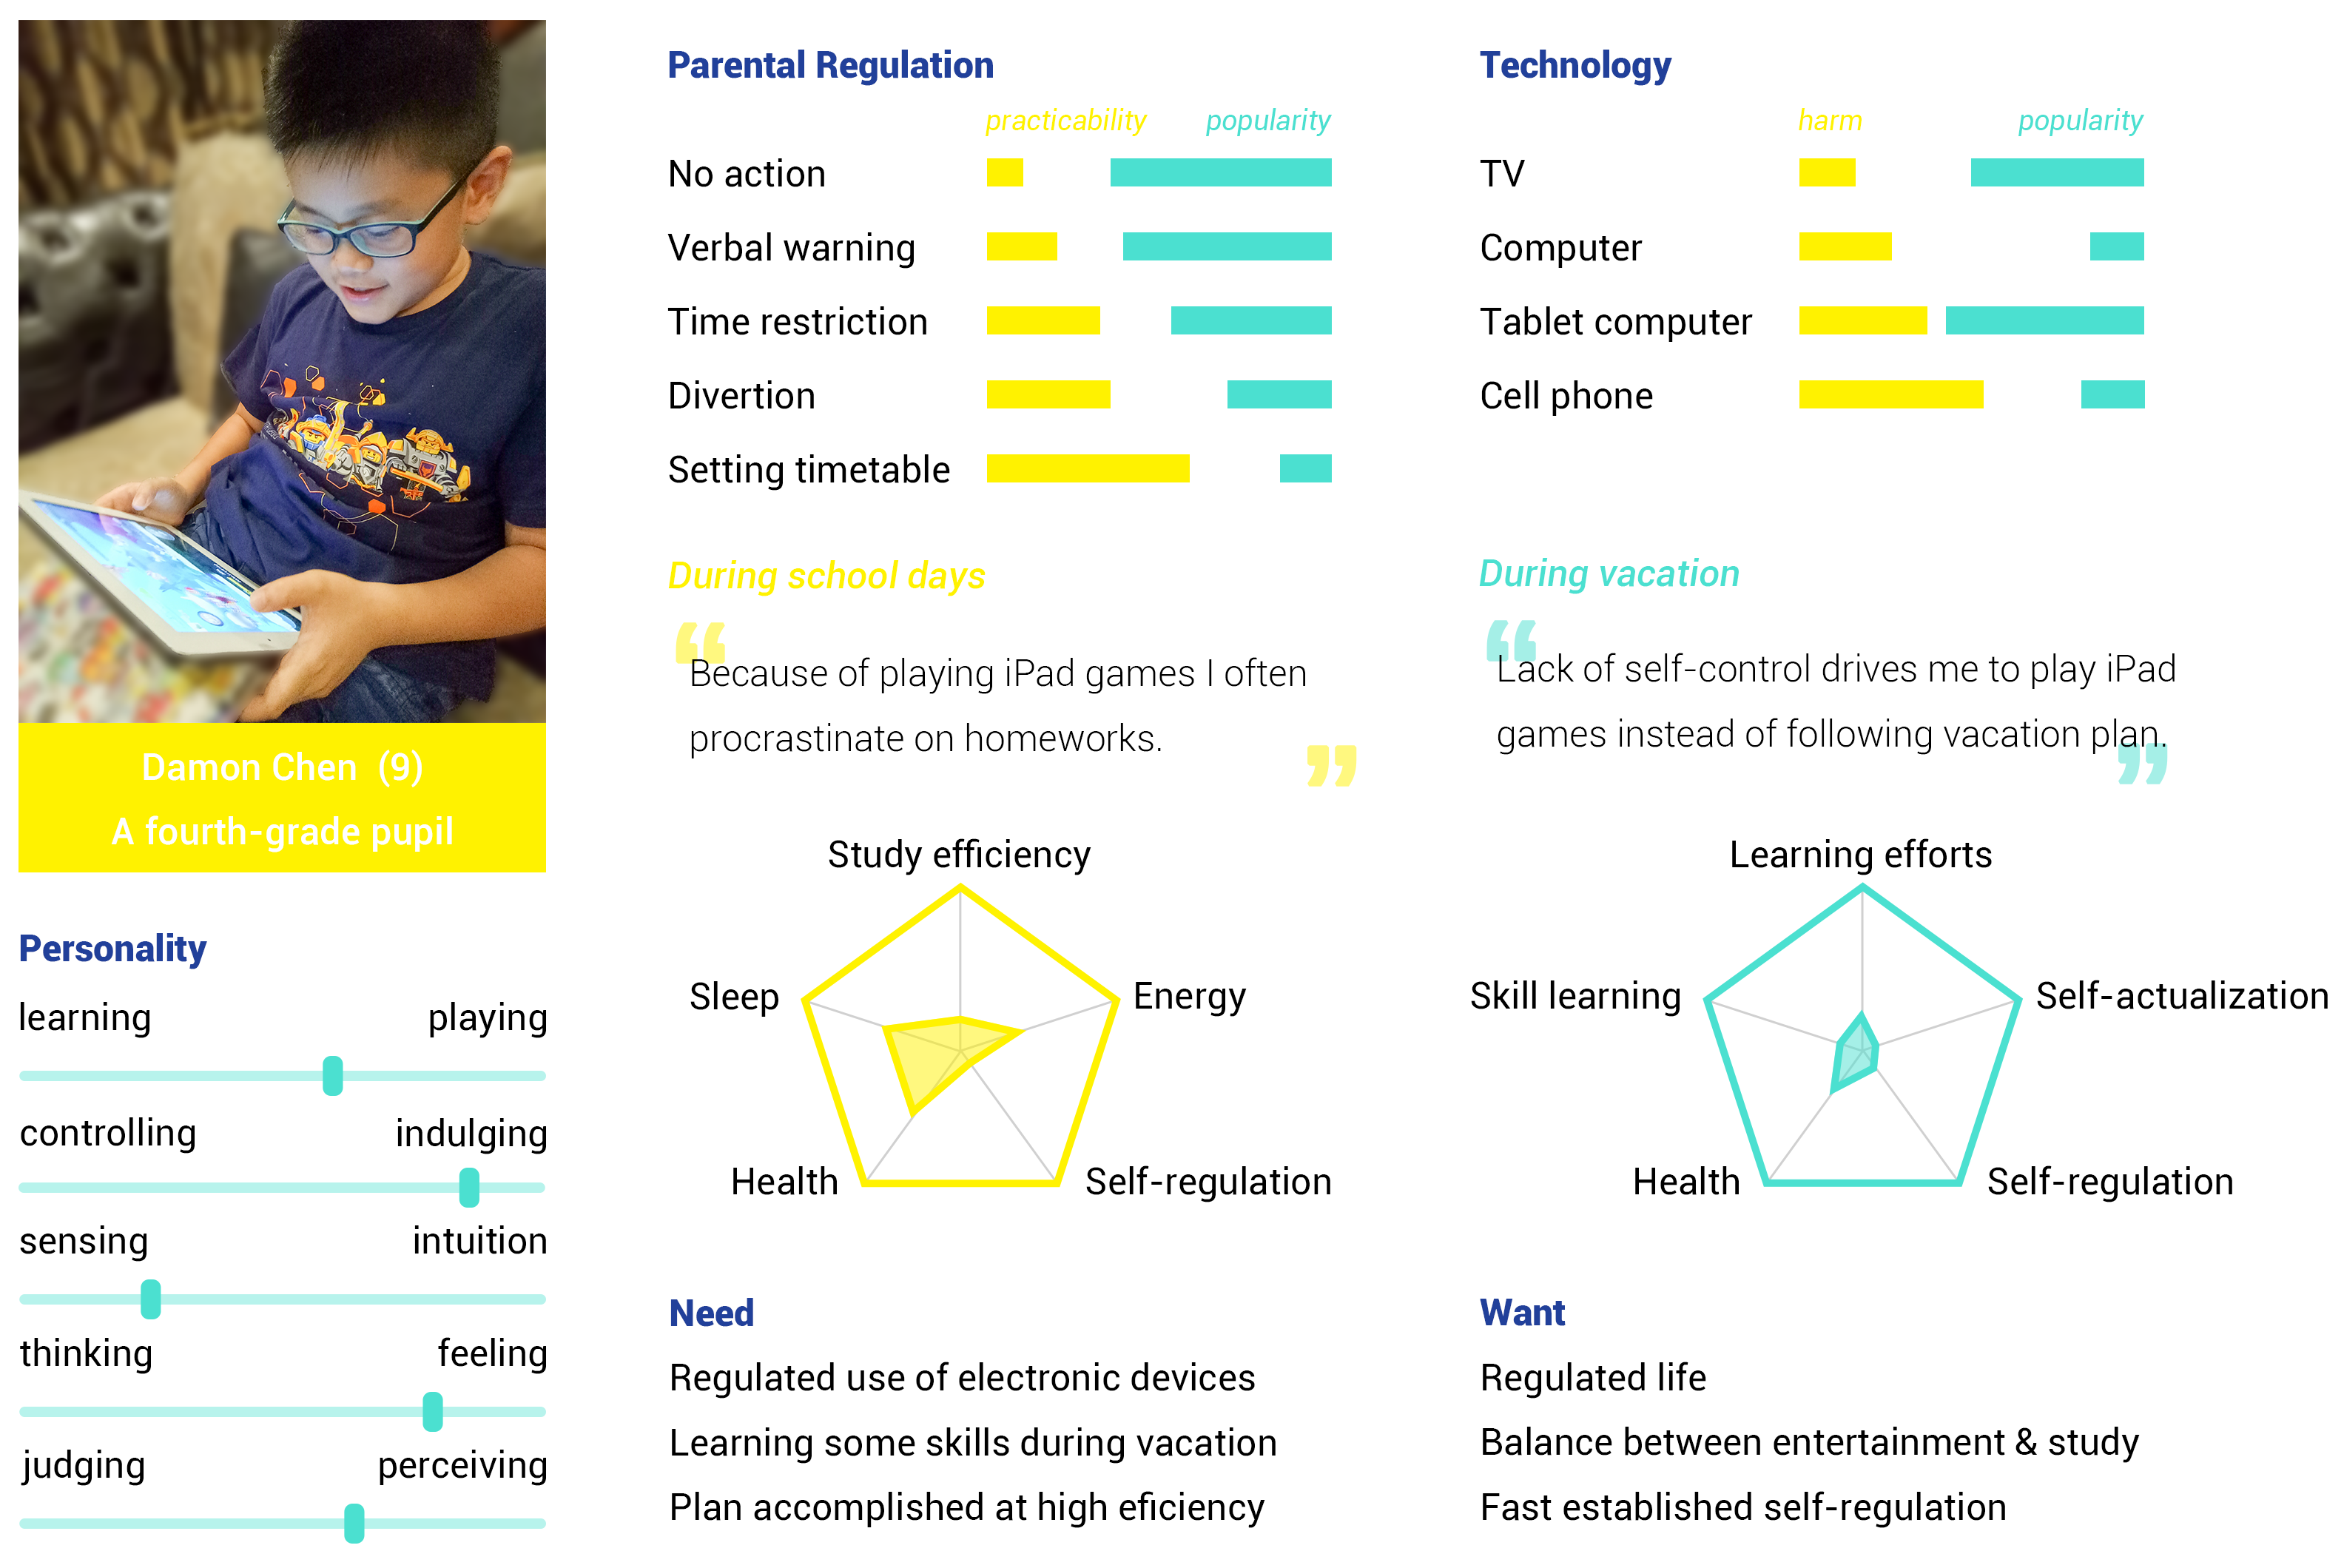 Damon Chen (9)
A fourth-grade pupil
Personality
learning playing
controlling indulging
sensing intuition
thinking feeling
judging perceiving
Parental Regulation
practicability popularity
No action
Verbal warning
Time restriction
Divertion
Setting timetable
Technology
harm popularity
TV
Computer
Tablet computer
Cell phone
During school days
“
Because of playing iPad games I often
procrastinate on homeworks.
”
During vacation
“
Lack of self-control drives me to play iPad
games instead of following vacation plan.
”
Study efficiency
Sleep Energy
Health Self-regulation
Learning efforts
Skill learning Self-actualization
Health Self-regulation
Need
Regulated use of electronic devices
Learning some skills during vacation
Plan accomplished at high eficiency
Want
Regulated life
Balance between entertainment & study
Fast established self-regulation